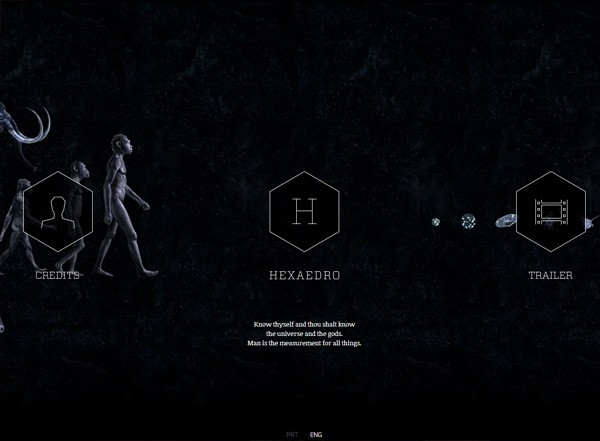 H
CREDITS
HEXAEDRO
TRAILER
Know thyself and thou shalt know
the universe and the gods.
Man is the measurement for all things.
PRT ENG